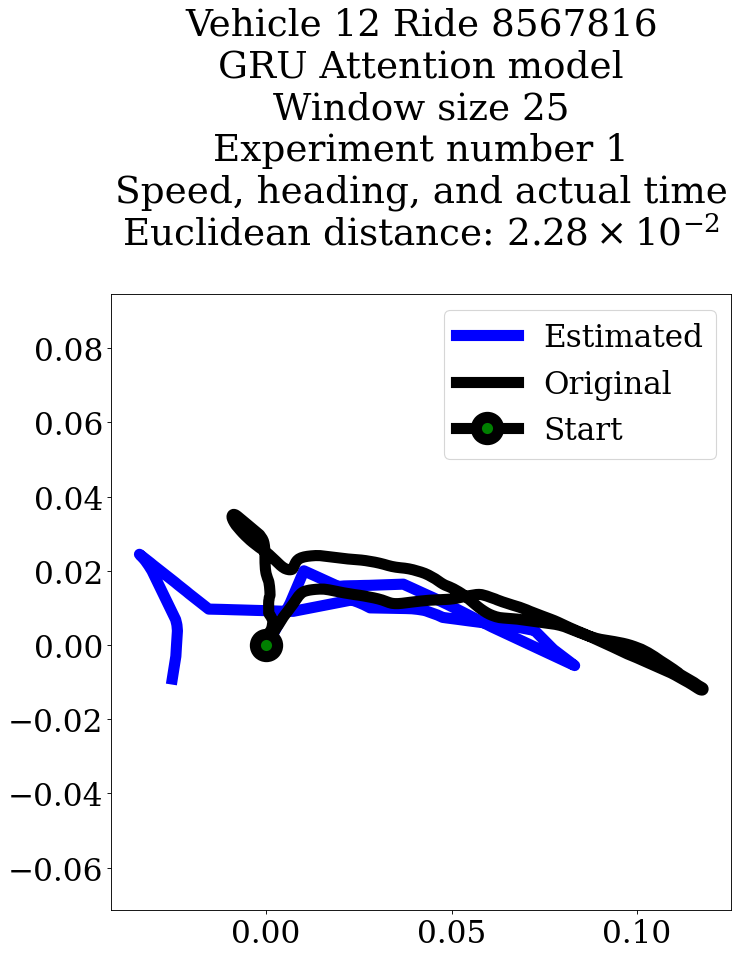 Vehicle 12 Ride 8567816
GRU Attention model
Window size 25
Experiment number 1
Speed, heading, and actual time
Euclidean distance: 2.28 × 10⁻²
Estimated
Original
Start
0.08
0.06
0.04
0.02
0.00
−0.02
−0.04
−0.06
0.00 0.05 0.10